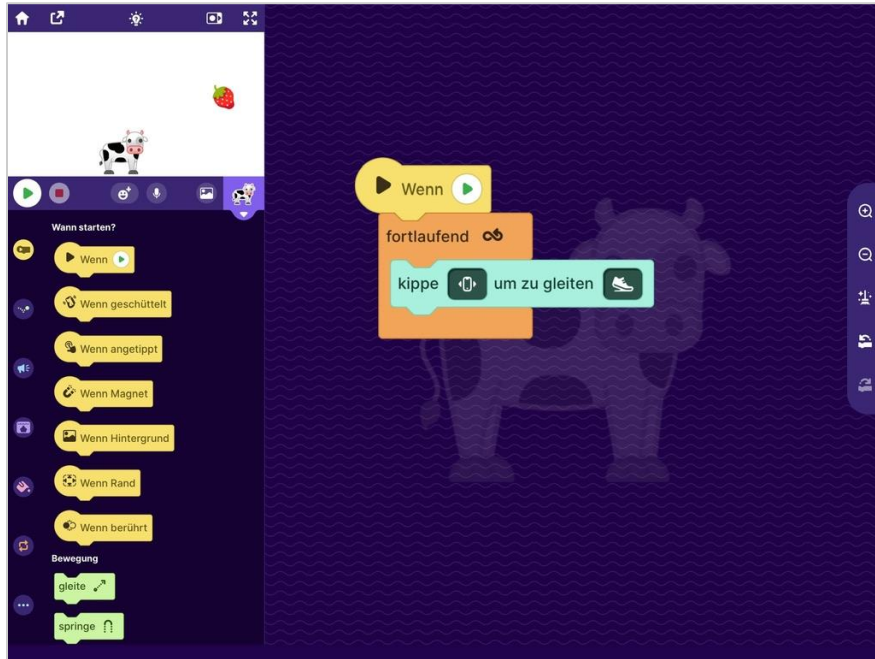 Wenn
fortlaufend
kippe um zu gleiten
Wann starten?
Wenn
Wenn geschüttelt
Wenn angetippt
Wenn Magnet
Wenn Hintergrund
Wenn Rand
Wenn berührt
Bewegung
gleite
springe